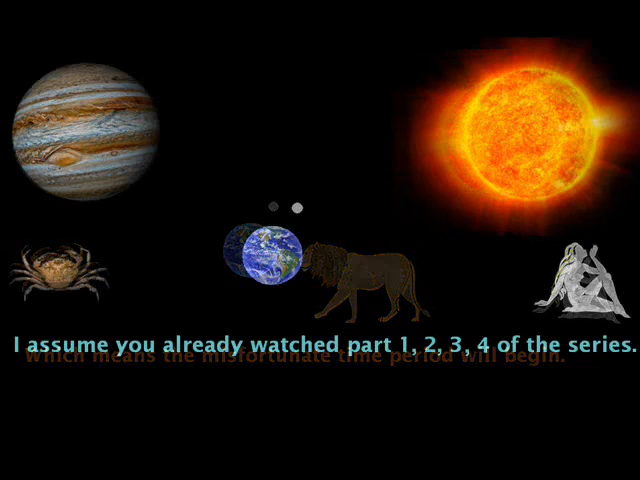 I assume you already watched part 1, 2, 3, 4 of the series.
which means the misfortunate time period will begin.